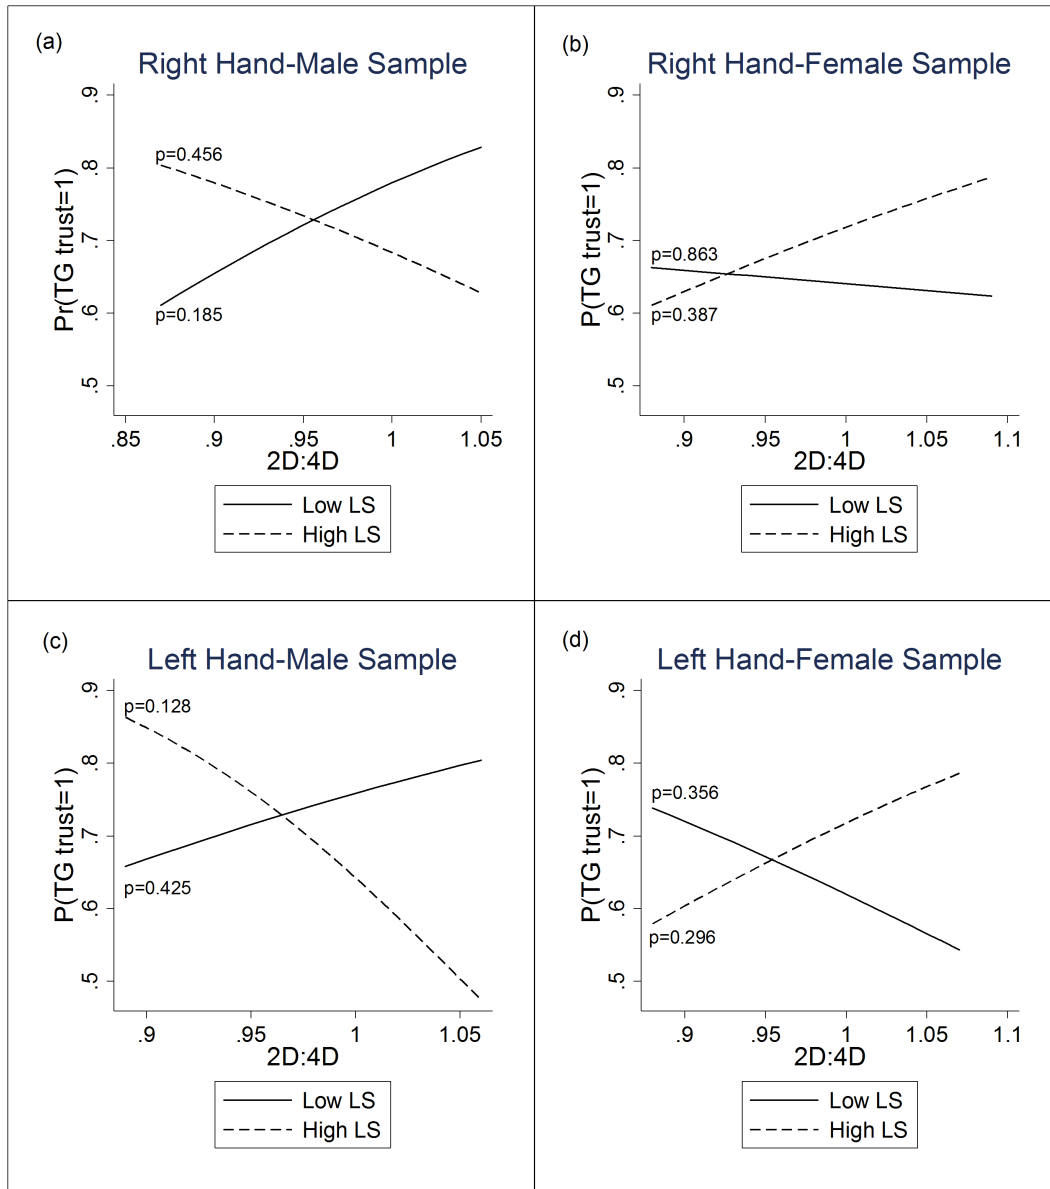 (a)
Right Hand-Male Sample
Pr(TG trust=1)
.9
.8
.7
.6
.5
p=0.456
p=0.185
.85
.9
.95
1
1.05
2D:4D
Low LS
High LS
(b)
Right Hand-Female Sample
P(TG trust=1)
.9
.8
.7
.6
.5
p=0.863
p=0.387
.9
.95
1
1.05
1.1
2D:4D
Low LS
High LS
(c)
Left Hand-Male Sample
P(TG trust=1)
.9
.8
.7
.6
.5
p=0.128
p=0.425
.9
.95
1
1.05
2D:4D
Low LS
High LS
(d)
Left Hand-Female Sample
P(TG trust=1)
.9
.8
.7
.6
.5
p=0.356
p=0.296
.9
.95
1
1.05
1.1
2D:4D
Low LS
High LS